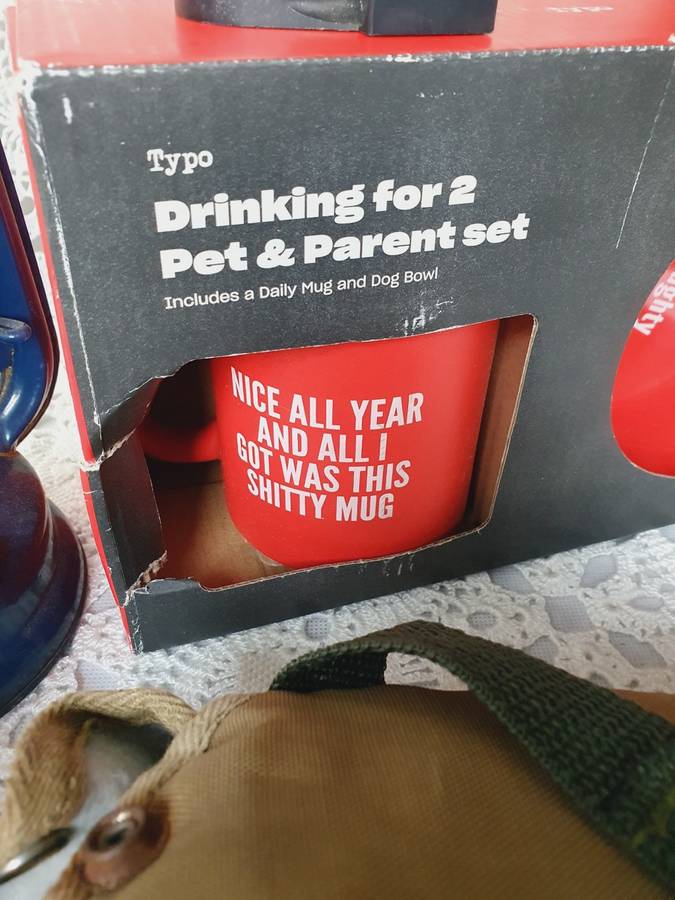 Typo
Typo
Drinking for 2
Pet & Parent set
Includes a Daily Mug and Dog Bowl
NICE ALL YEAR
AND ALL I
GOT WAS THIS
SHITTY MUG